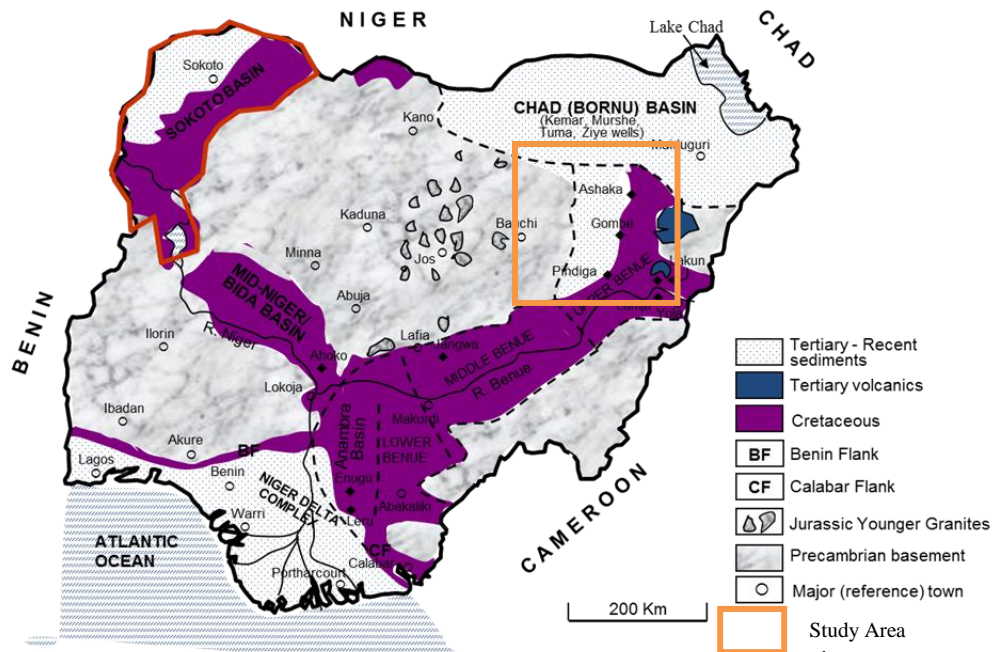 NIGER
CHAD
Lake Chad
Sokoto
SOKOTO BASIN
CHAD (BORNU) BASIN
(Kemar, Murshe,
Tuma, Ziye wells)
Kano
Ashaka
Gombe
Bauchi
Kaduna
Jos
Minna
Pindiga
UPPER BENUE
Abuja
MID-NIGER/
BIDA BASIN
BENIN
Ilorin
R. Niger
Lafia
Ahoko
MIDDLE BENUE
R. Benue
Lokoja
Makurdi
Ibadan
Akure
BF
Anambra
Basin
LOWER
BENUE
Lagos
Benin
Enugu
Abakaliki
NIGER DELTA
COMPLEX
Warri
Leru
CF
Calabar
Portharcourt
ATLANTIC
OCEAN
CAMEROON
Tertiary - Recent
sediments
Tertiary volcanics
Cretaceous
BF Benin Flank
CF Calabar Flank
Jurassic Younger Granites
Precambrian basement
Major (reference) town
200 Km
Study Area